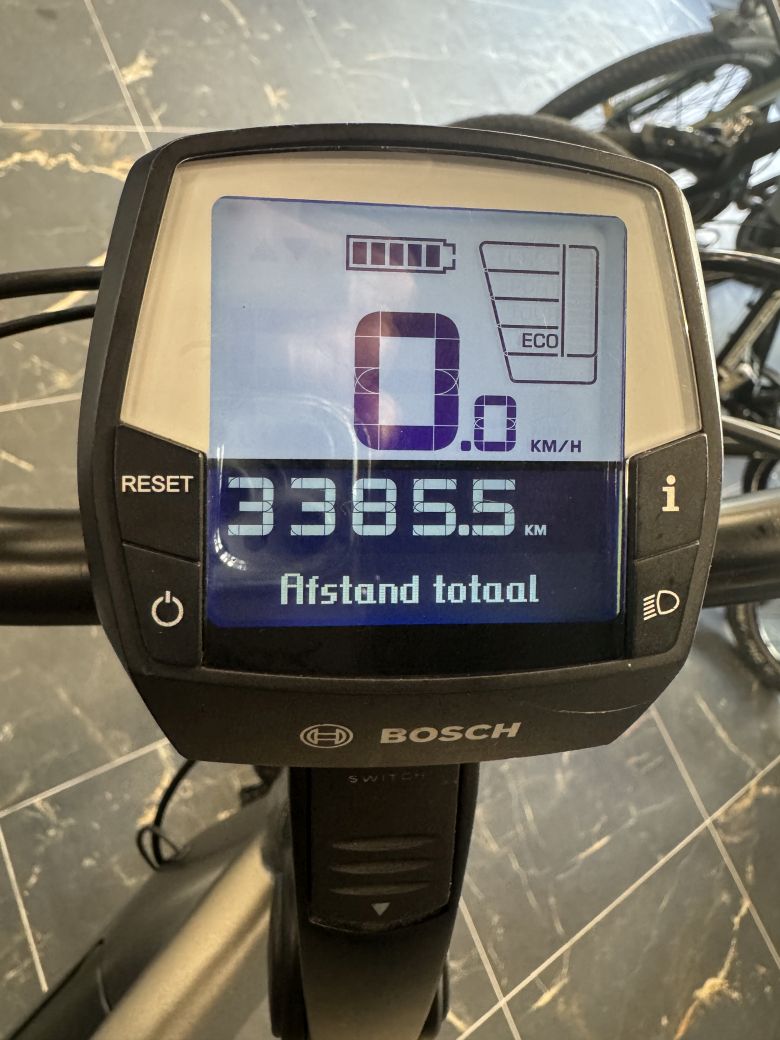 ECO
0.0 KM/H
RESET
i
3385.5 KM
Afstand totaal
BOSCH
SWITCH